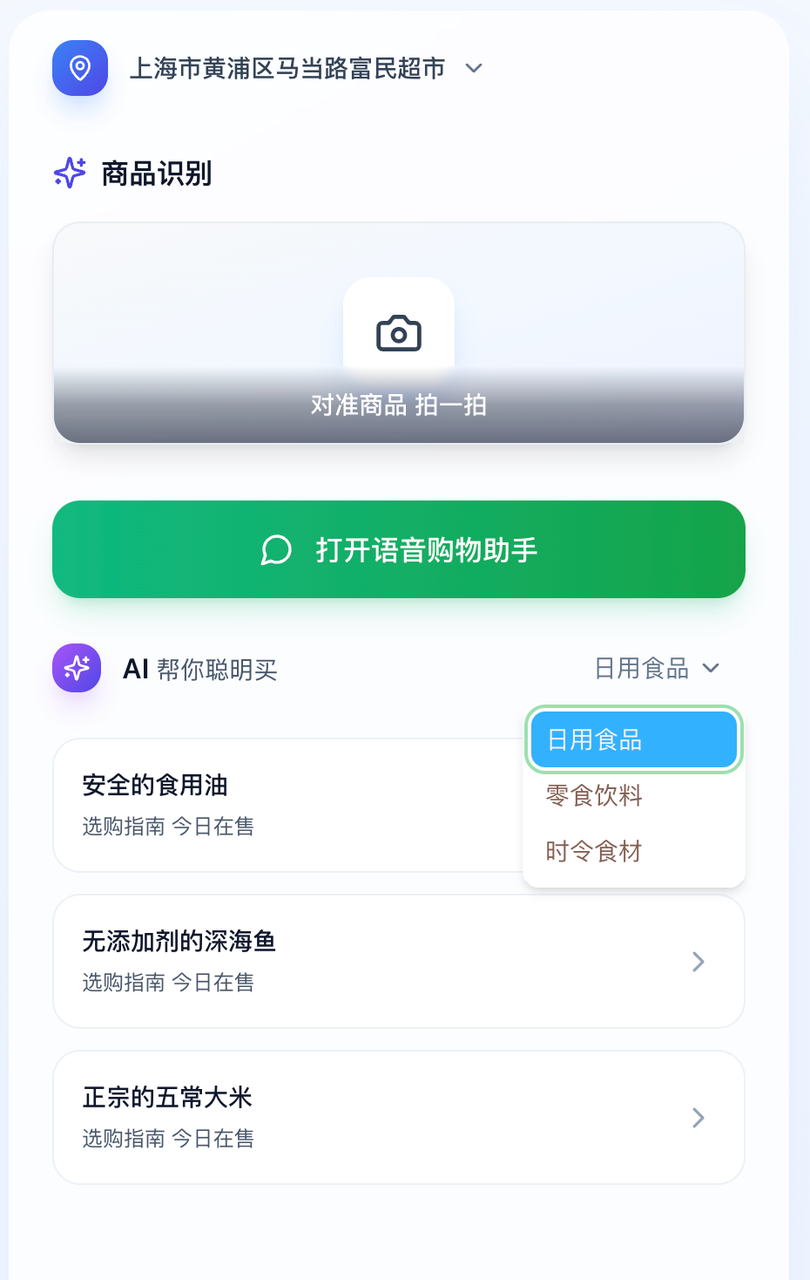 上海市黄浦区马当路富民超市
商品识别
对准商品 拍一拍
打开语音购物助手
AI 帮你聪明买
日用食品
日用食品
零食饮料
时令食材
安全的食用油
选购指南 今日在售
无添加剂的深海鱼
选购指南 今日在售
正宗的五常大米
选购指南 今日在售